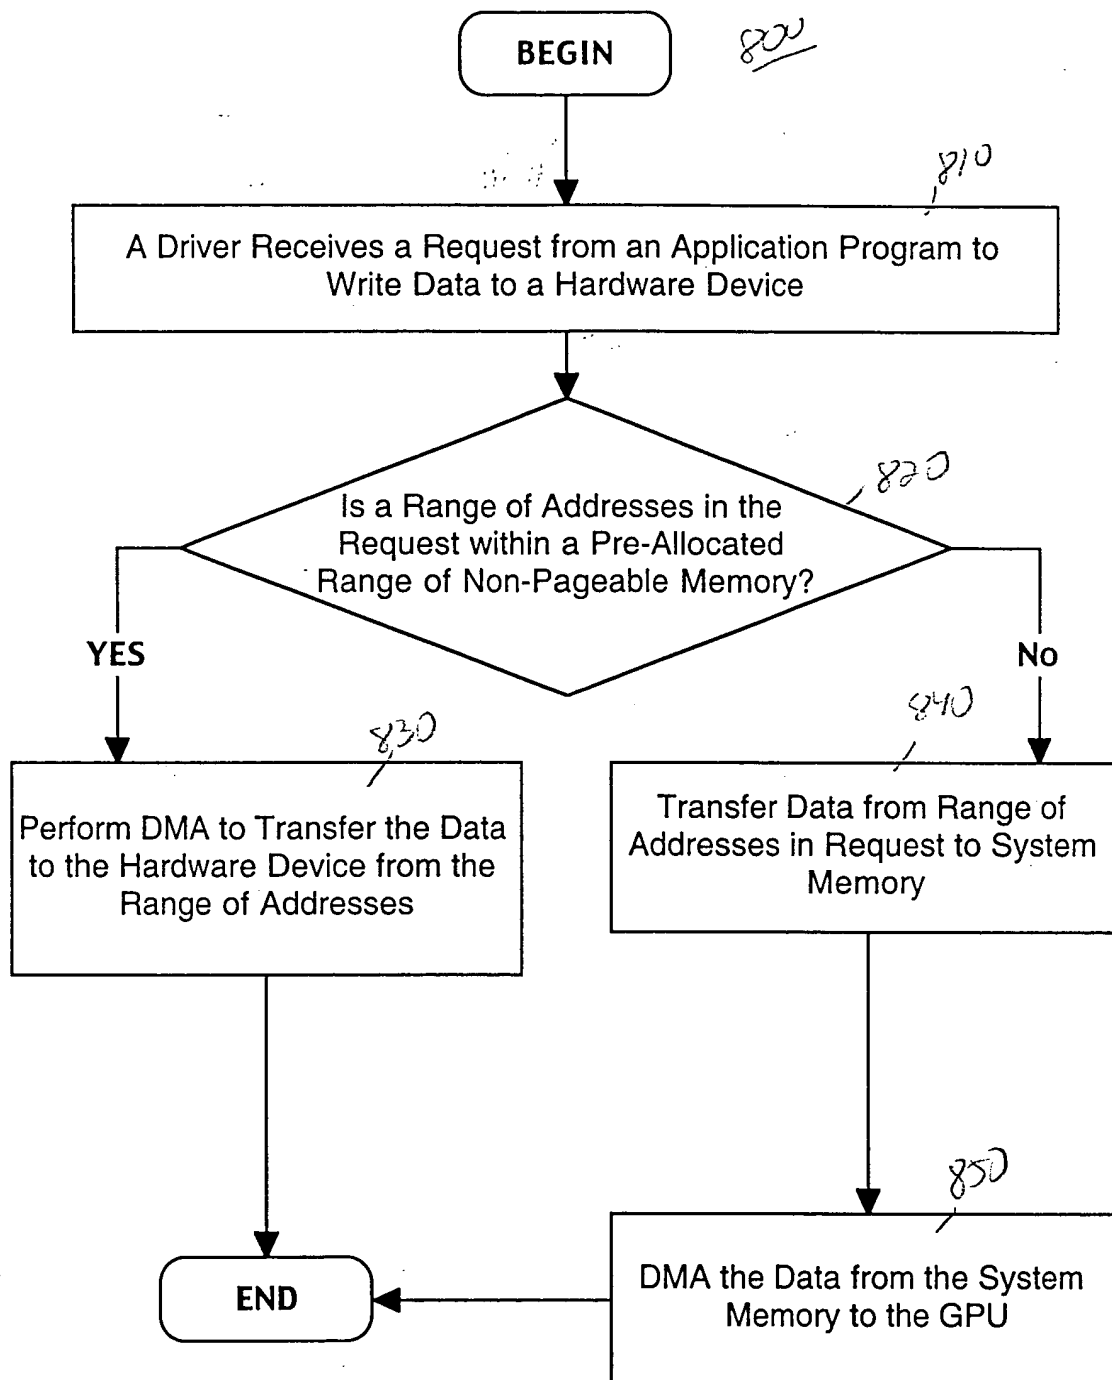 BEGIN
800
810
A Driver Receives a Request from an Application Program to
Write Data to a Hardware Device
820
Is a Range of Addresses in the
Request within a Pre-Allocated
Range of Non-Pageable Memory?
YES
No
830
840
Perform DMA to Transfer the Data
to the Hardware Device from the
Range of Addresses
Transfer Data from Range of
Addresses in Request to System
Memory
850
DMA the Data from the System
Memory to the GPU
END